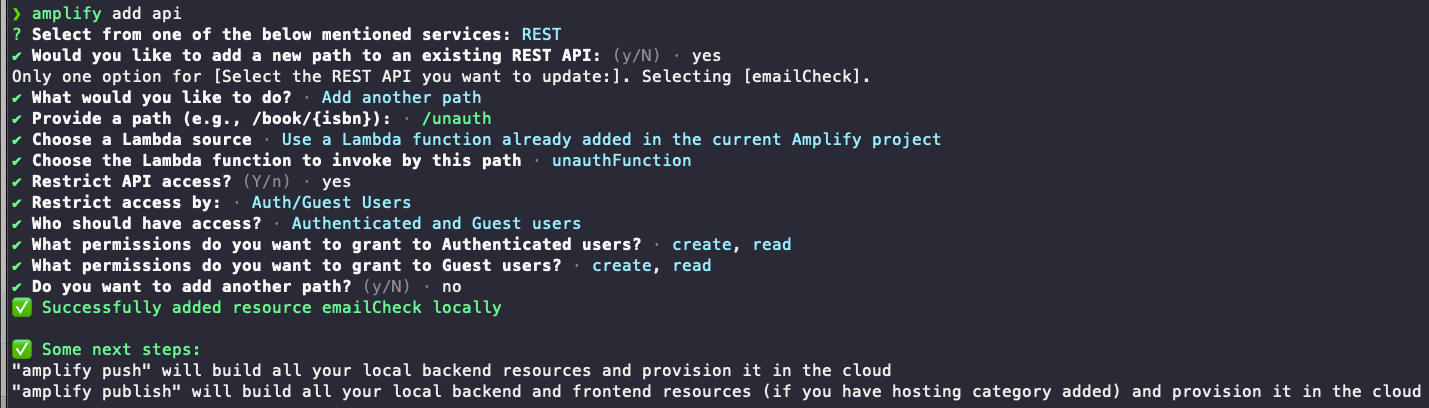 ❯ amplify add api
? Select from one of the below mentioned services: REST
✔ Would you like to add a new path to an existing REST API: (y/N) · yes
Only one option for [Select the REST API you want to update:]. Selecting [emailCheck].
✔ What would you like to do? · Add another path
✔ Provide a path (e.g., /book/{isbn}): · /unauth
✔ Choose a Lambda source · Use a Lambda function already added in the current Amplify project
✔ Choose the Lambda function to invoke by this path · unauthFunction
✔ Restrict API access? (Y/n) · yes
✔ Restrict access by: · Auth/Guest Users
✔ Who should have access? · Authenticated and Guest users
✔ What permissions do you want to grant to Authenticated users? · create, read
✔ What permissions do you want to grant to Guest users? · create, read
✔ Do you want to add another path? (y/N) · no
✅ Successfully added resource emailCheck locally
✅ Some next steps:
"amplify push" will build all your local backend resources and provision it in the cloud
"amplify publish" will build all your local backend and frontend resources (if you have hosting category added) and provision it in the cloud